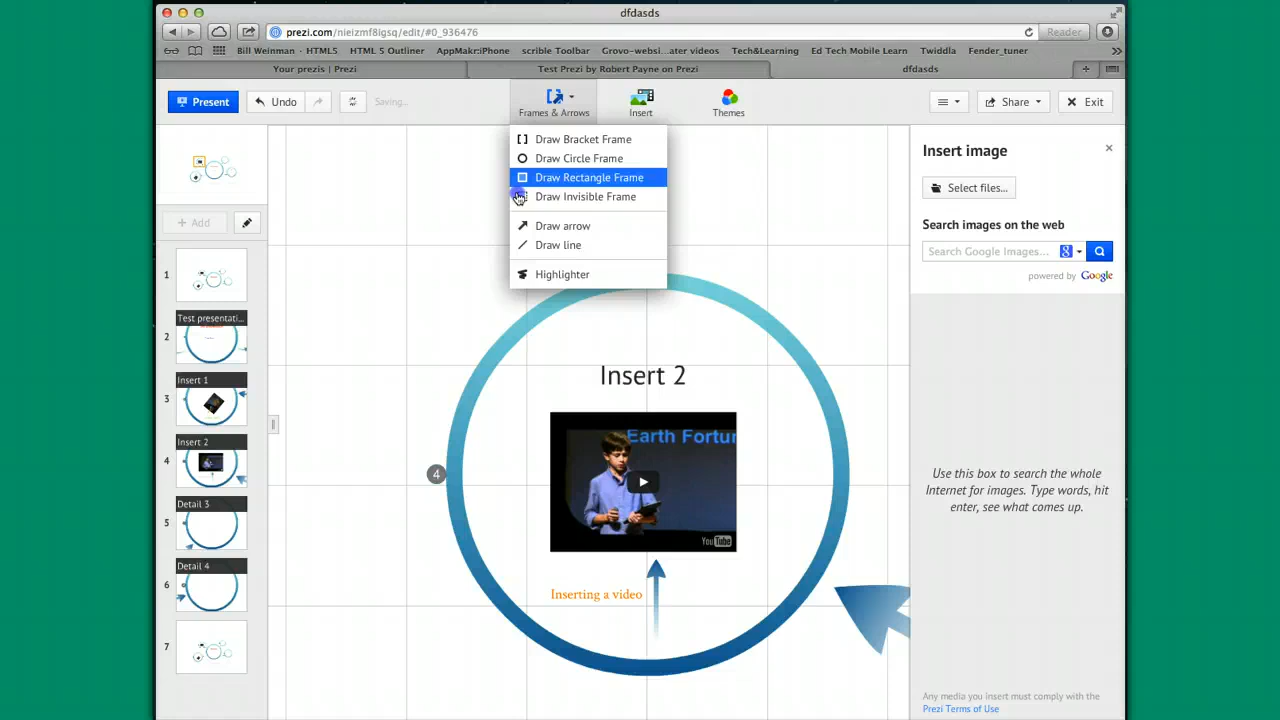 dfdasds
prezi.com/nieizmf8lgsq/edit/#0_936476
Reader
Bill Weinman - HTML5 HTML 5 Outliner AppMakr:iPhone scrible Toolbar Grovo-websi...ater videos Tech&Learning Ed Tech Mobile Learn Twiddla Fender_tuner
Your prezis | Prezi
Test Prezi by Robert Payne on Prezi
dfdasds
Present
Undo
Saving...
Frames & Arrows
Insert
Themes
Share
Exit
Draw Bracket Frame
Draw Circle Frame
Draw Rectangle Frame
Draw Invisible Frame
Draw arrow
Draw line
Highlighter
+ Add
1
Test presentati...
2
Insert 1
3
Insert 2
4
Detail 3
5
Detail 4
6
7
Insert 2
Earth Fortur
YouTube
4
Inserting a video
Insert image
Select files...
Search images on the web
Search Google Images...
8
powered by Google
Use this box to search the whole
Internet for images. Type words, hit
enter, see what comes up.
Any media you insert must comply with the
Prezi Terms of Use